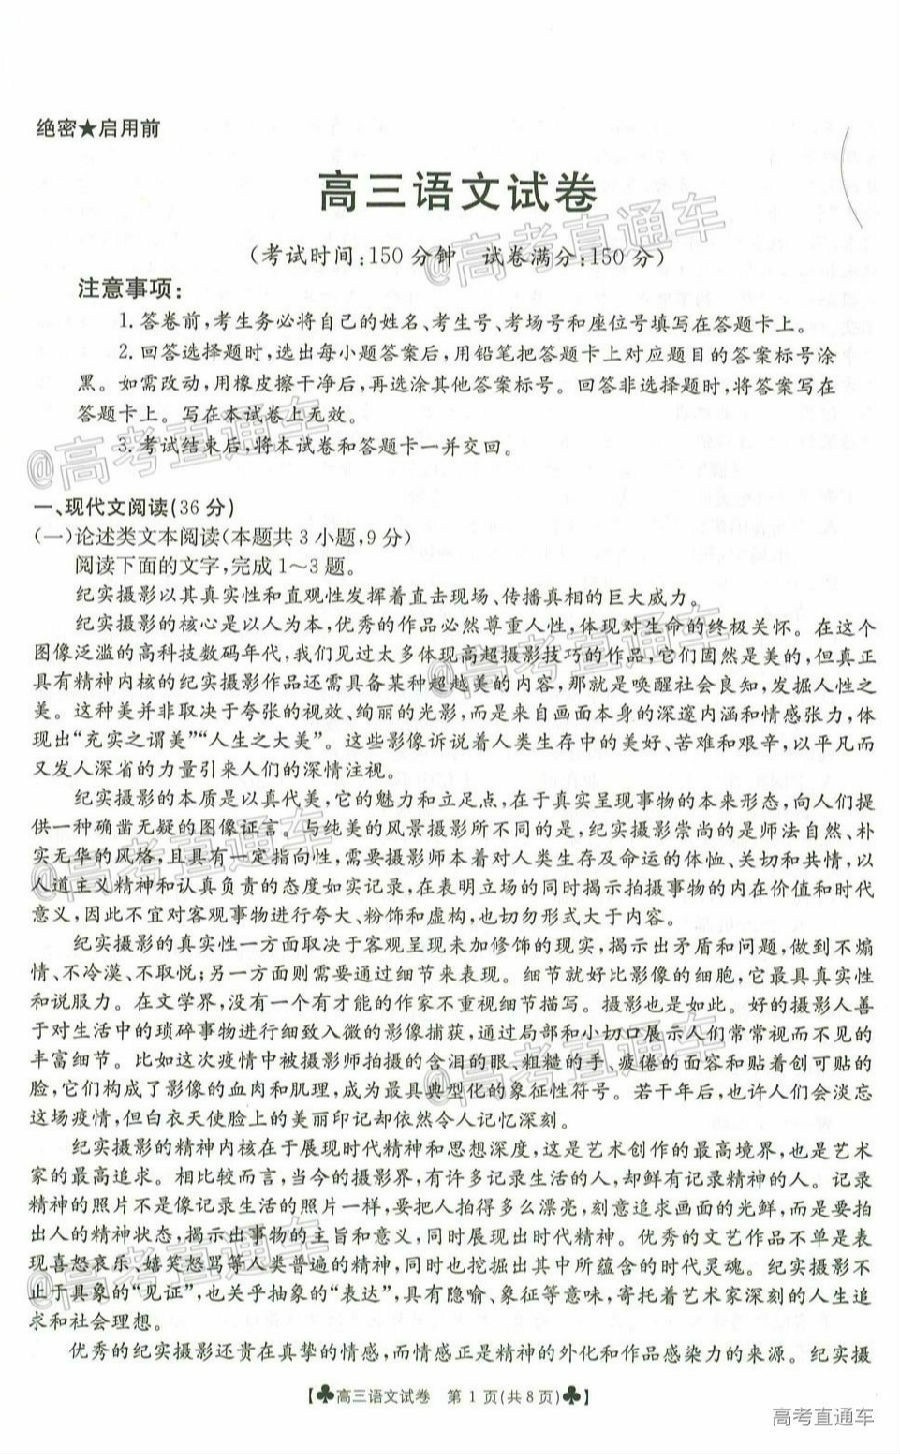 绝密★启用前
高三语文试卷
(考试时间:150分钟 试卷满分:150分)
注意事项:
1.答卷前,考生务必将自己的姓名、考生号、考场号和座位号填写在答题卡上。
2.回答选择题时,选出每小题答案后,用铅笔把答题卡上对应题目的答案标号涂
黑。如需改动,用橡皮擦干净后,再选涂其他答案标号。回答非选择题时,将答案写在
答题卡上。写在本试卷上无效。
3.考试结束后,将本试卷和答题卡一并交回。
一、现代文阅读(36分)
(一)论述类文本阅读(本题共3小题,9分)
阅读下面的文字,完成1～3题。
纪实摄影以其真实性和直观性发挥着直击现场、传播真相的巨大威力。
纪实摄影的核心是以人为本,优秀的作品必然尊重人性,体现对生命的终极关怀。在这个
图像泛滥的高科技数码年代,我们见过太多体现高超摄影技巧的作品,它们固然是美的,但真正
具有精神内核的纪实摄影作品还需具备某种超越美的内容,那就是唤醒社会良知,发掘人性之
美。这种美并非取决于夸张的视效、绚丽的光影,而是来自画面本身的深邃内涵和情感张力,体
现出“充实之谓美”“人生之大美”。这些影像诉说着人类生存中的美好、苦难和艰辛,以平凡而
又发人深省的力量引来人们的深情注视。
纪实摄影的本质是以真代美,它的魅力和立足点,在于真实呈现事物的本来形态,向人们提
供一种确凿无疑的图像证言。与纯美的风景摄影所不同的是,纪实摄影崇尚的是师法自然、朴
实无华的风格,且具有一定指向性,需要摄影师本着对人类生存及命运的体恤、关切和共情,以
人道主义精神和认真负责的态度如实记录,在表明立场的同时揭示拍摄事物的内在价值和时代
意义,因此不宜对客观事物进行夸大、粉饰和虚构,也切勿形式大于内容。
纪实摄影的真实性一方面取决于客观呈现未加修饰的现实,揭示出矛盾和问题,做到不煽
情、不冷漠、不取悦;另一方面则需要通过细节来表现。细节就好比影像的细胞,它最具真实性
和说服力。在文学界,没有一个有才能的作家不重视细节描写。摄影也是如此。好的摄影人善
于对生活中的琐碎事物进行细致入微的影像捕获,通过局部和小切口展示人们常常视而不见的
丰富细节。比如这次疫情中被摄影师拍摄的含泪的眼、粗糙的手、疲倦的面容和贴着创可贴的
脸,它们构成了影像的血肉和肌理,成为最具典型化的象征性符号。若干年后,也许人们会淡忘
这场疫情,但白衣天使脸上的美丽印记却依然令人记忆深刻。
纪实摄影的精神内核在于展现时代精神和思想深度,这是艺术创作的最高境界,也是艺术
家的最高追求。相比较而言,当今的摄影界,有许多记录生活的人,却鲜有记录精神的人。记录
精神的照片不是像记录生活的照片一样,要把人拍得多么漂亮,刻意追求画面的光鲜,而是要拍
出人的精神状态,揭示出事物的主旨和意义,同时展现出时代精神。优秀的文艺作品不单是表
现喜怒哀乐、嬉笑怒骂等人类普遍的精神,同时也挖掘出其中所蕴含的时代灵魂。纪实摄影不
止于具象的“见证”,也关乎抽象的“表达”,具有隐喻、象征等意味,寄托着艺术家深刻的人生追
求和社会理想。
优秀的纪实摄影还贵在真挚的情感,而情感正是精神的外化和作品感染力的来源。纪实摄
【♣高三语文试卷 第1页(共8页)♣】
高考直通车
@高考直通车
@高考直通车
@高考直通车
@高考直通车
@高考直通车
@高考直通车